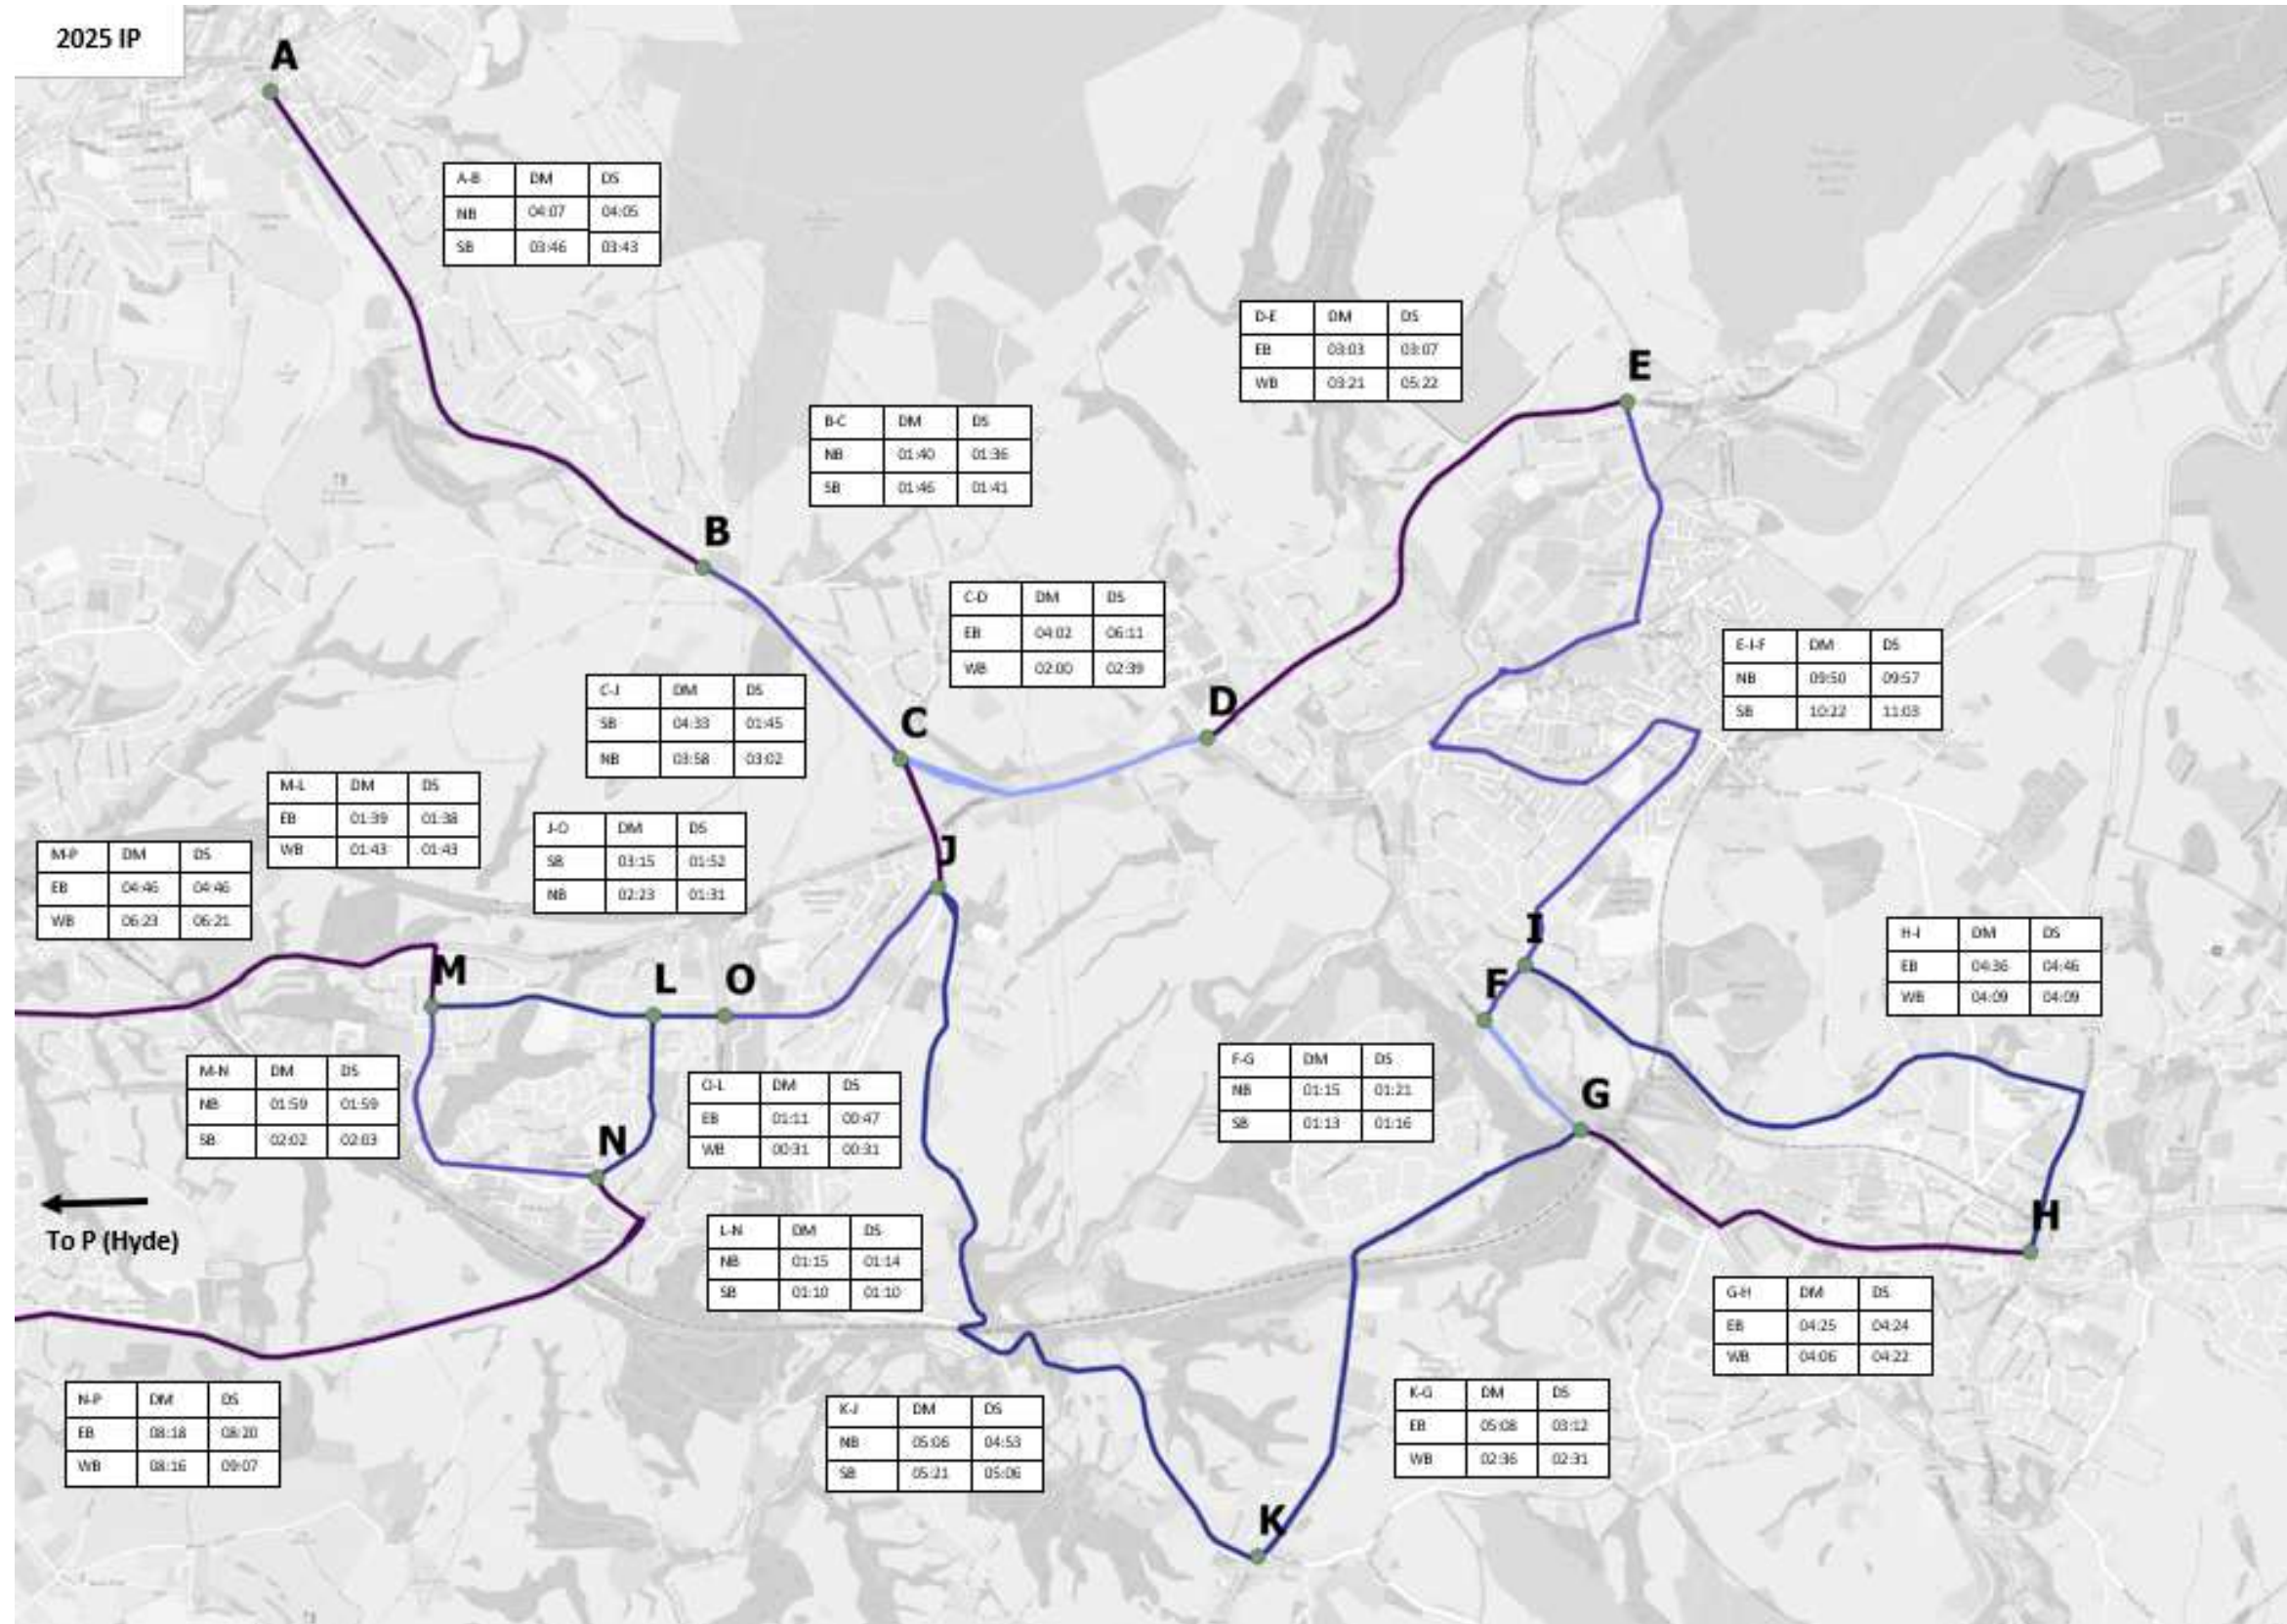 2025 IP
A
A-B DM DS
NB 04:07 04:05
SB 03:46 03:43
D-E DM DS
EB 03:03 03:07
WB 03:21 05:22
E
B-C DM DS
NB 01:40 01:36
SB 01:46 01:41
B
C-D DM DS
EB 04:02 06:11
WB 02:00 02:39
E-I-F DM DS
NB 09:50 09:57
SB 10:22 11:03
C-J DM DS
SB 04:33 01:45
NB 03:58 03:02
C
D
M-L DM DS
EB 01:39 01:38
WB 01:43 01:43
J-O DM DS
SB 03:15 01:52
NB 02:23 01:31
M-P DM DS
EB 04:46 04:46
WB 06:23 06:21
J
I
H-I DM DS
EB 04:36 04:46
WB 04:09 04:09
M
L
O
F
M-N DM DS
NB 01:59 01:59
SB 02:02 02:03
O-L DM DS
EB 01:11 00:47
WB 00:31 00:31
F-G DM DS
NB 01:15 01:21
SB 01:13 01:16
G
N
To P (Hyde)
L-N DM DS
NB 01:15 01:14
SB 01:10 01:10
H
G-H DM DS
EB 04:25 04:24
WB 04:06 04:22
N-P DM DS
EB 08:18 08:20
WB 08:16 09:07
K-J DM DS
NB 05:06 04:53
SB 05:21 05:06
K-G DM DS
EB 05:08 03:12
WB 02:36 02:31
K